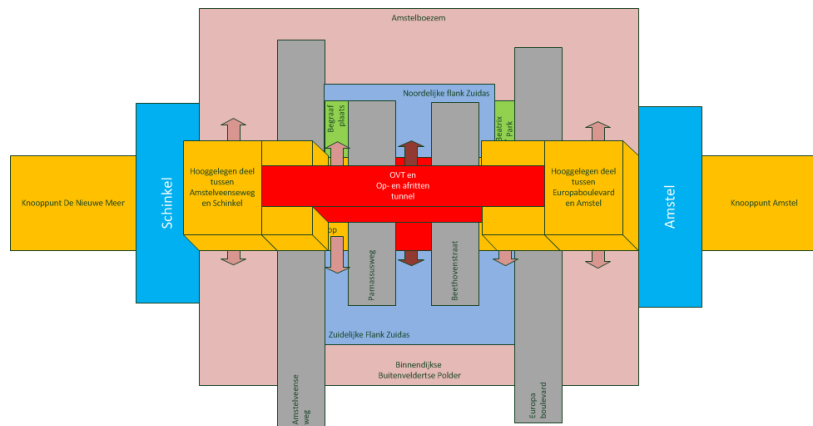 Amstelboezem
Noordelijke flank Zuidas
Begraaf
plaats
Beatrix
Park
Knooppunt De Nieuwe Meer
Schinkel
Hooggelegen deel
tussen
Amstelveenseweg
en Schinkel
OVT en
Op- en afritten
tunnel
Hooggelegen deel
tussen
Europaboulevard
en Amstel
Amstel
Knooppunt Amstel
op
Parnassusweg
Beethovenstraat
Zuidelijke Flank Zuidas
Binnendijkse
Buitenveldertse Polder
Amstelveense
weg
Europa
boulevard